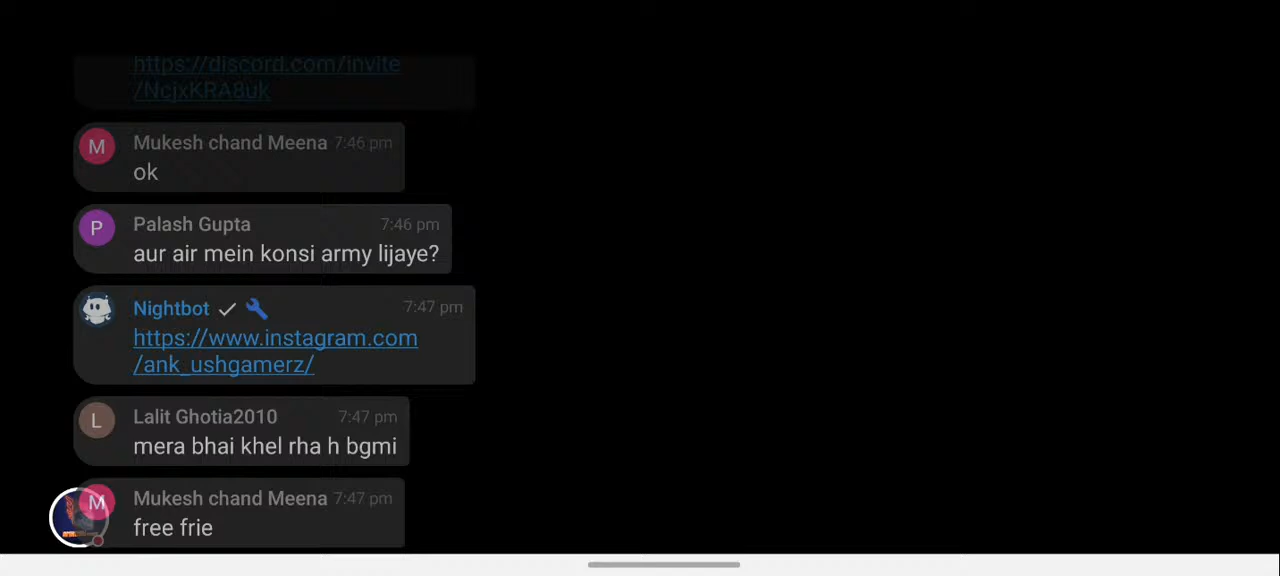 https://discord.com/invite
/NcjxKRA8uk
Mukesh chand Meena 7:46 pm
ok
Palash Gupta 7:46 pm
aur air mein konsi army lijaye?
Nightbot 7:47 pm
https://www.instagram.com
/ank_ushgamerz/
Lalit Ghotia2010 7:47 pm
mera bhai khel rha h bgmi
Mukesh chand Meena 7:47 pm
free frie
M
P
L
M